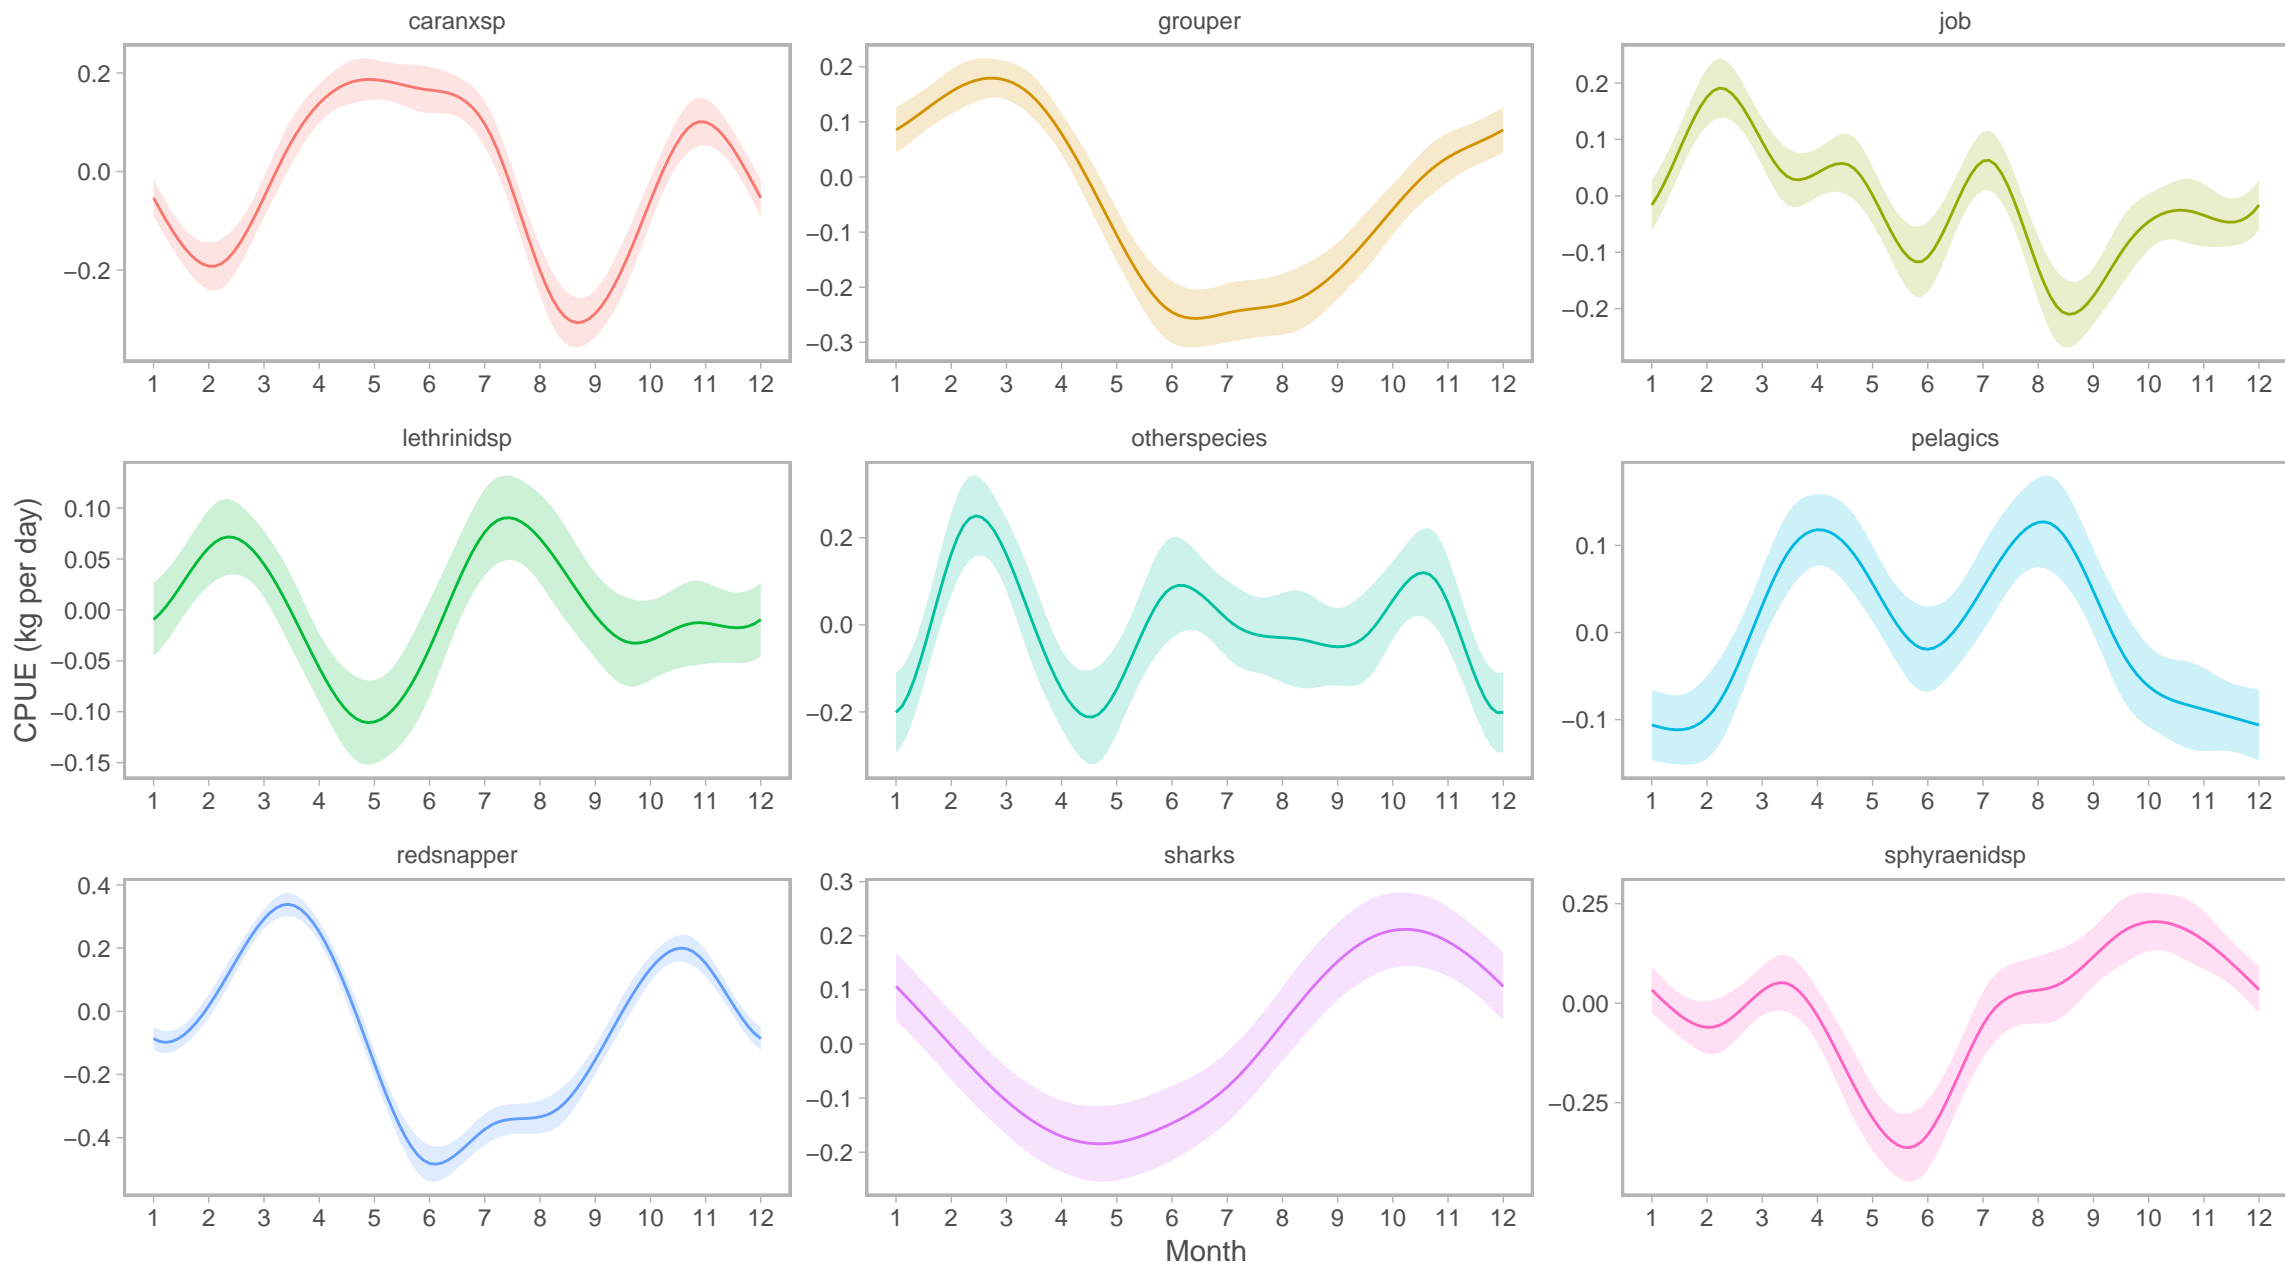 caranxsp grouper job
0.2 0.2 0.2
0.1 0.1
0.0 0.0 0.0
−0.1 −0.1
−0.2 −0.2 −0.2
−0.3
1 2 3 4 5 6 7 8 9 10 11 12 1 2 3 4 5 6 7 8 9 10 11 12 1 2 3 4 5 6 7 8 9 10 11 12
lethrinidsp otherspecies pelagics
CPUE (kg per day)
0.10 0.2 0.1
0.05
0.00 0.0 0.0
−0.05
−0.10 −0.2 −0.1
−0.15
1 2 3 4 5 6 7 8 9 10 11 12 1 2 3 4 5 6 7 8 9 10 11 12 1 2 3 4 5 6 7 8 9 10 11 12
redsnapper sharks sphyraenidsp
0.4 0.3 0.25
0.2 0.2
0.1
0.0 0.0 0.00
−0.2 −0.1 −0.25
−0.4 −0.2
1 2 3 4 5 6 7 8 9 10 11 12 1 2 3 4 5 6 7 8 9 10 11 12 1 2 3 4 5 6 7 8 9 10 11 12
Month